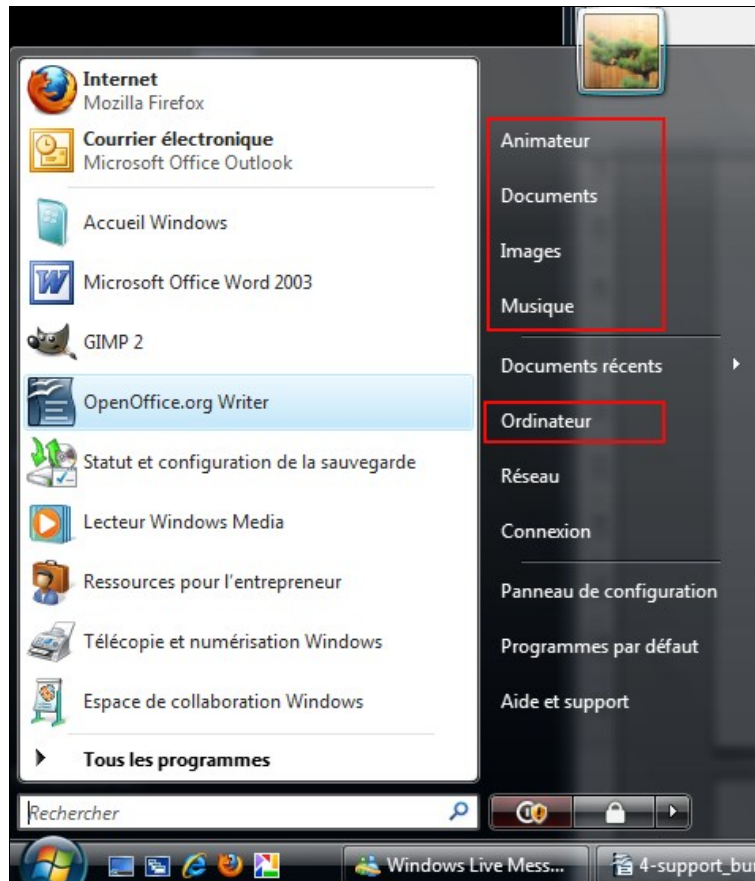 Internet
Mozilla Firefox
Courrier électronique
Microsoft Office Outlook
Accueil Windows
Microsoft Office Word 2003
GIMP 2
OpenOffice.org Writer
Statut et configuration de la sauvegarde
Lecteur Windows Media
Ressources pour l'entrepreneur
Télécopie et numérisation Windows
Espace de collaboration Windows
Tous les programmes
Rechercher
Animateur
Documents
Images
Musique
Documents récents
Ordinateur
Réseau
Connexion
Panneau de configuration
Programmes par défaut
Aide et support
Windows Live Mess...
4-support_bu